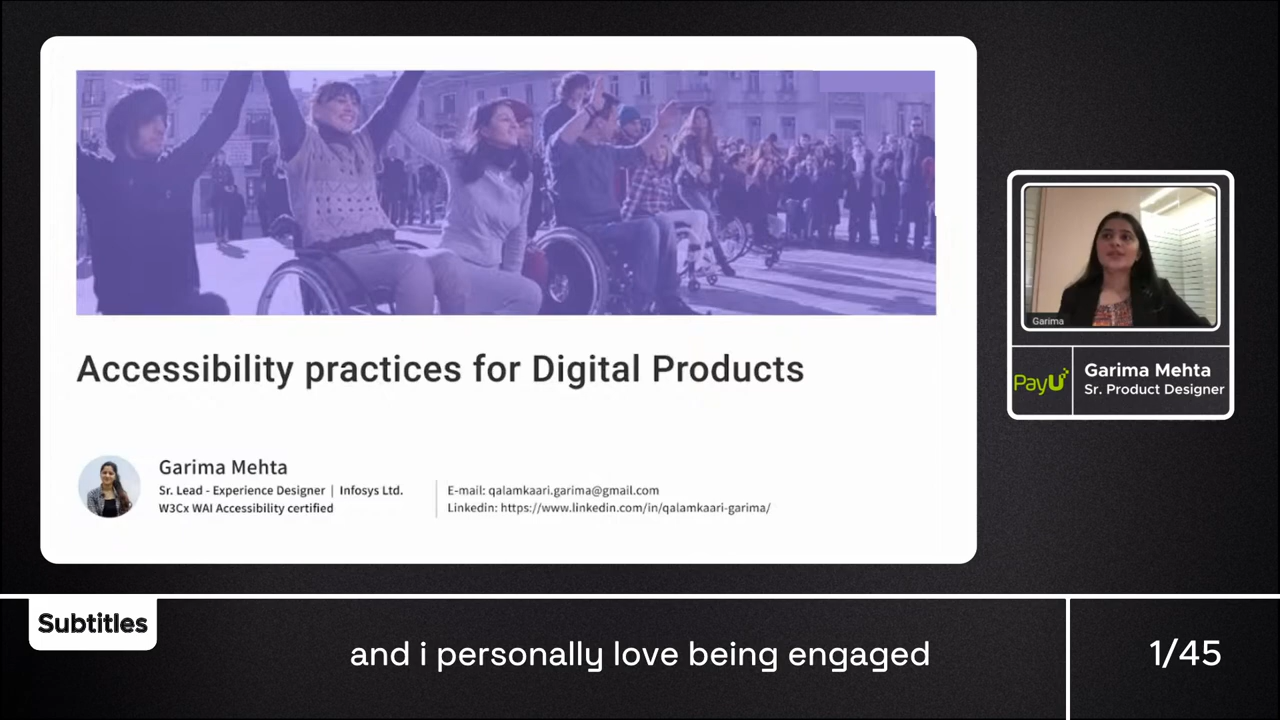 Accessibility practices for Digital Products
Garima Mehta
Sr. Lead - Experience Designer | Infosys Ltd.
W3Cx WAI Accessibility certified
E-mail: qalamkaari.garima@gmail.com
Linkedin: https://www.linkedin.com/in/qalamkaari-garima/
Garima
PayU
Garima Mehta
Sr. Product Designer
Subtitles
and i personally love being engaged
1/45